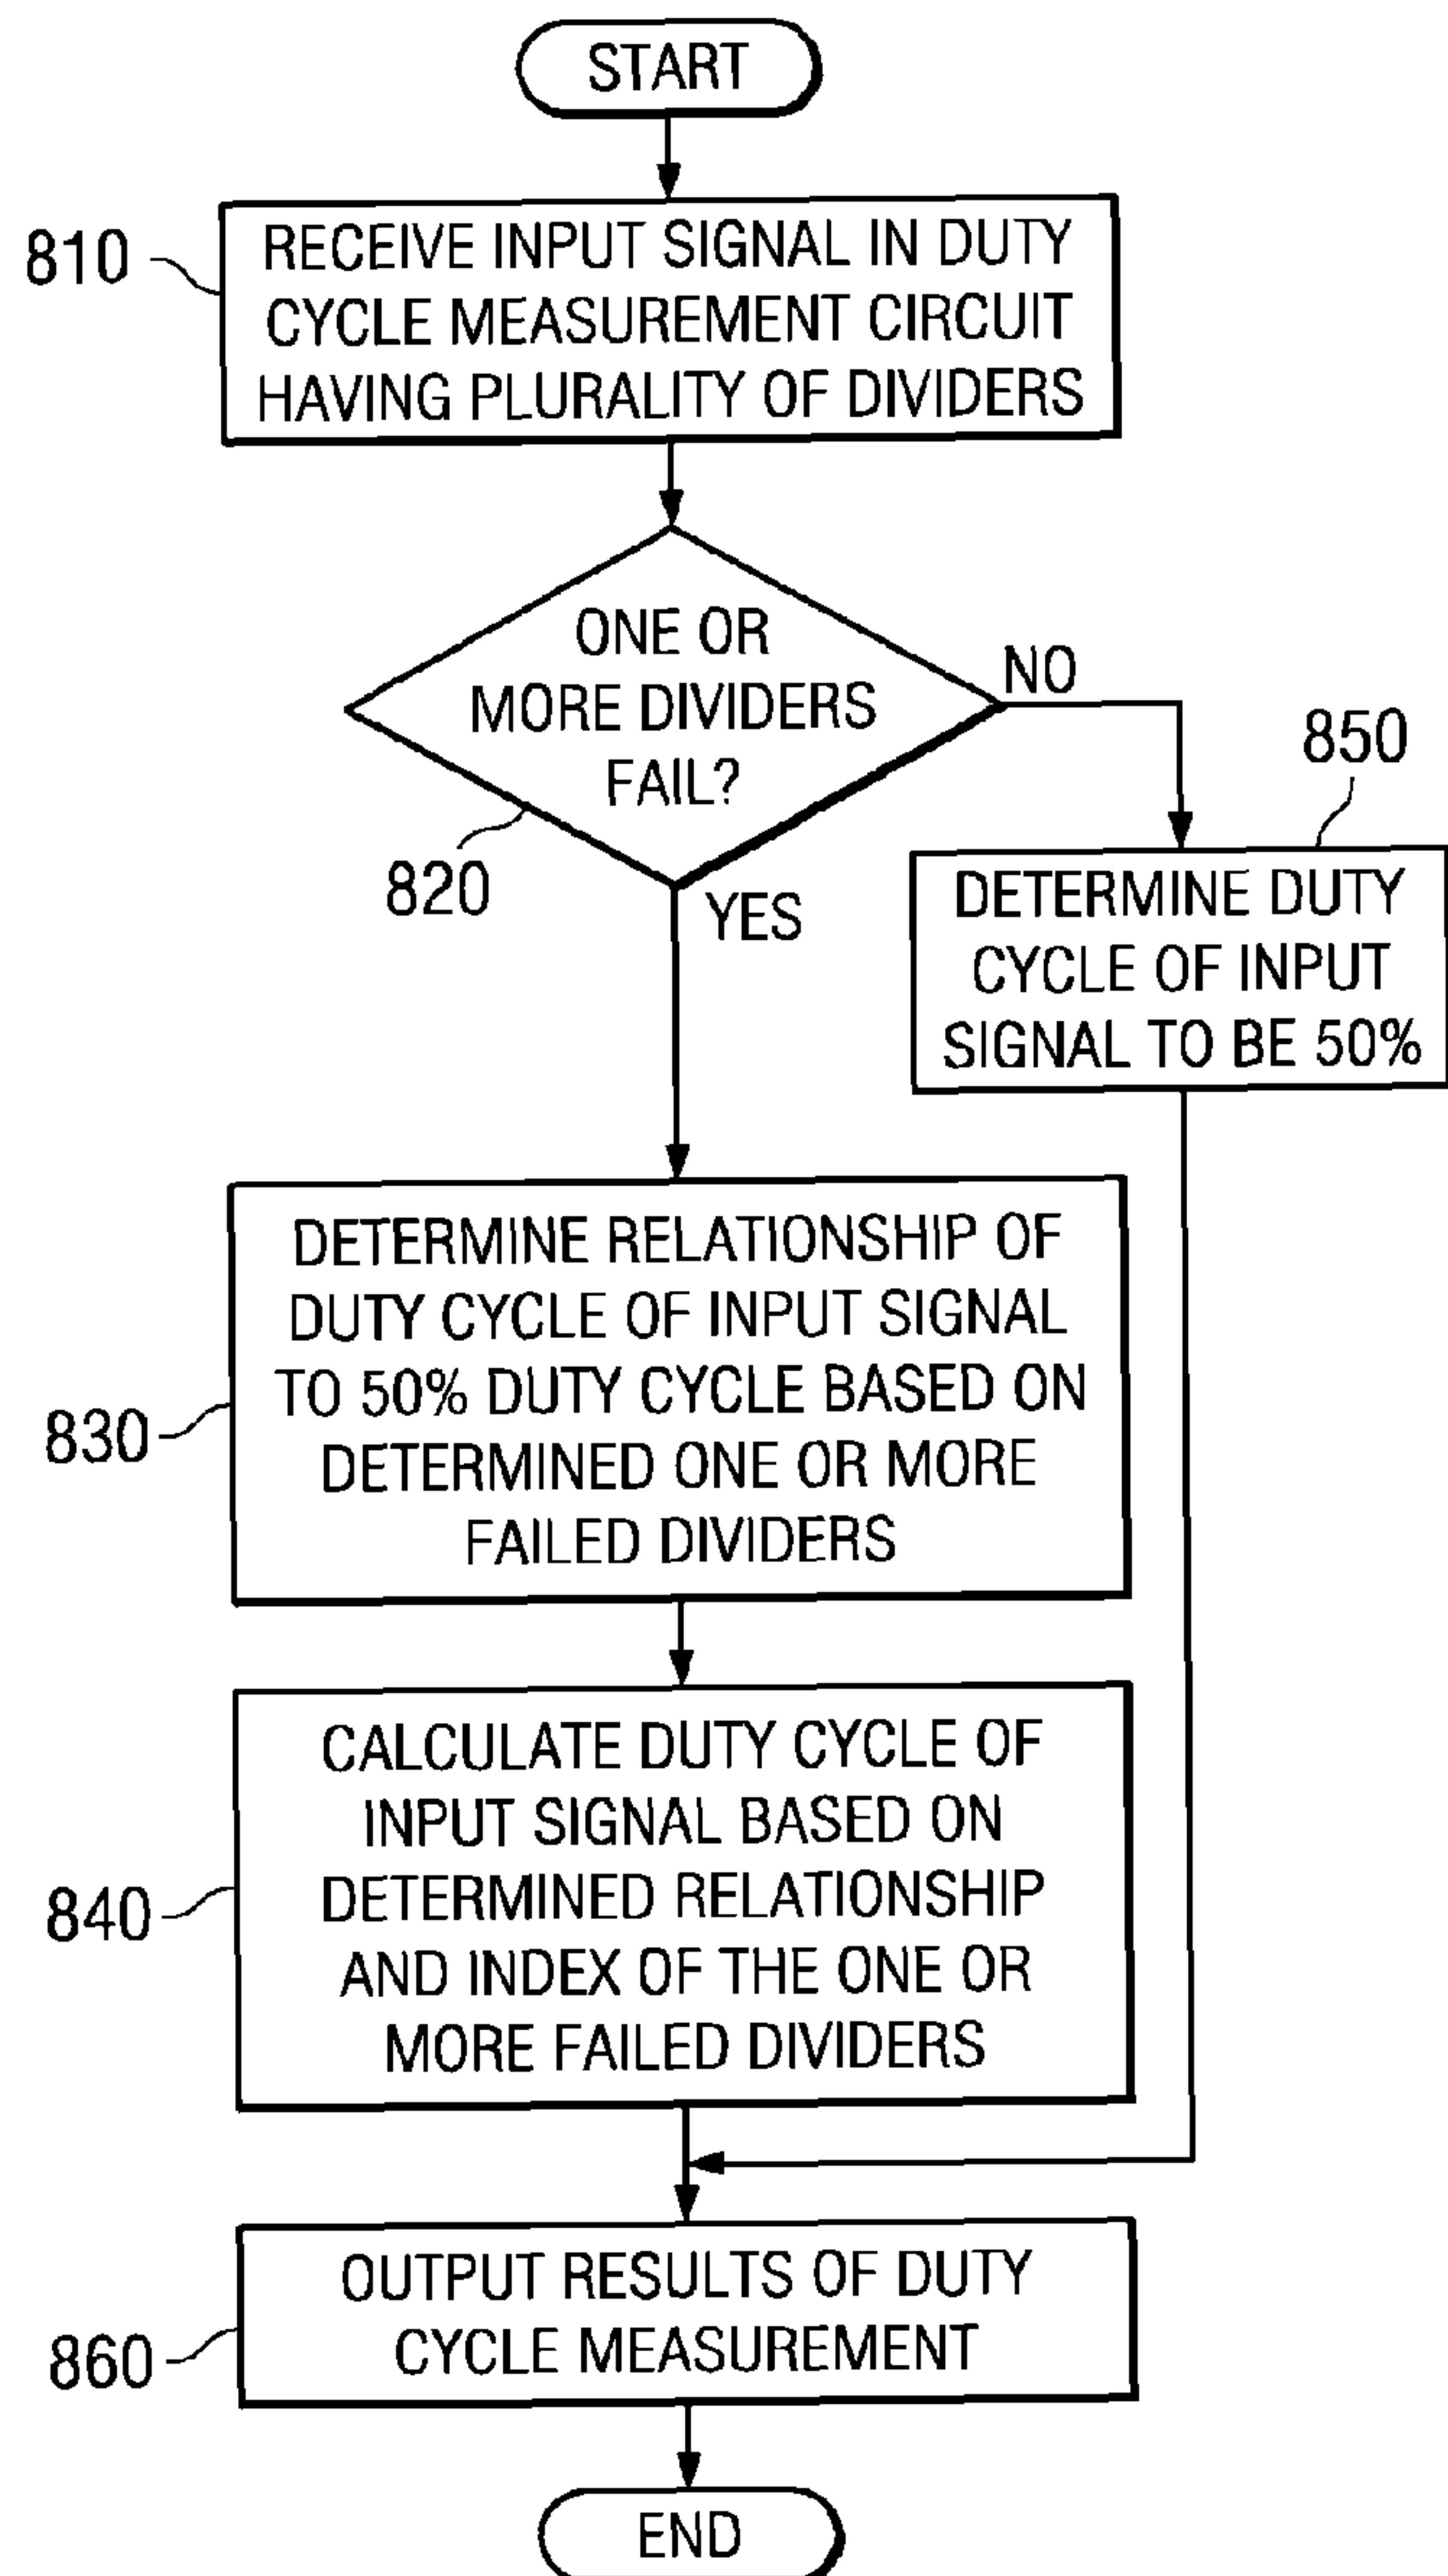 START
810
RECEIVE INPUT SIGNAL IN DUTY
CYCLE MEASUREMENT CIRCUIT
HAVING PLURALITY OF DIVIDERS
ONE OR
MORE DIVIDERS
FAIL?
NO
820
YES
850
DETERMINE DUTY
CYCLE OF INPUT
SIGNAL TO BE 50%
830
DETERMINE RELATIONSHIP OF
DUTY CYCLE OF INPUT SIGNAL
TO 50% DUTY CYCLE BASED ON
DETERMINED ONE OR MORE
FAILED DIVIDERS
840
CALCULATE DUTY CYCLE OF
INPUT SIGNAL BASED ON
DETERMINED RELATIONSHIP
AND INDEX OF THE ONE OR
MORE FAILED DIVIDERS
860
OUTPUT RESULTS OF DUTY
CYCLE MEASUREMENT
END